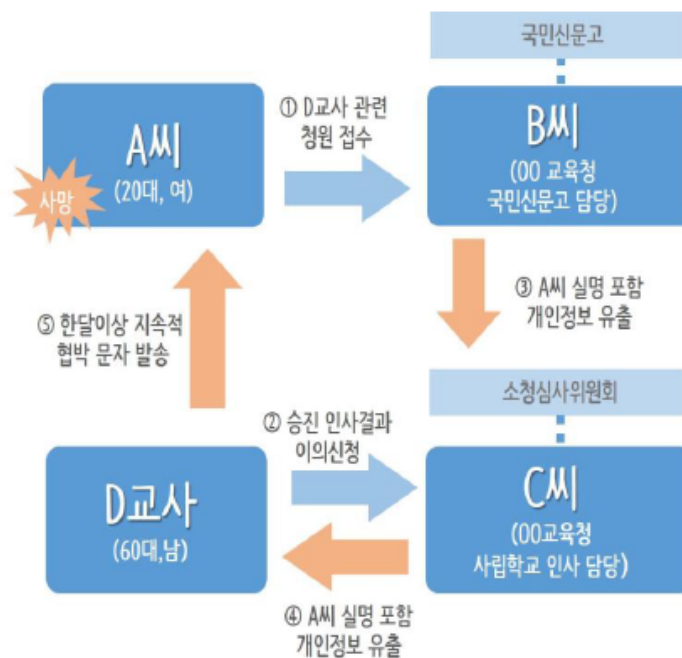 국민신문고
A씨
(20대, 여)
사망
① D교사 관련
청원 접수
B씨
(OO 교육청
국민신문고 담당)
③ A씨 실명 포함
개인정보 유출
⑤ 한달이상 지속적
협박 문자 발송
소청심사위원회
② 승진 인사결과
이의신청
D교사
(60대,남)
C씨
(OO교육청
사립학교 인사 담당)
④ A씨 실명 포함
개인정보 유출